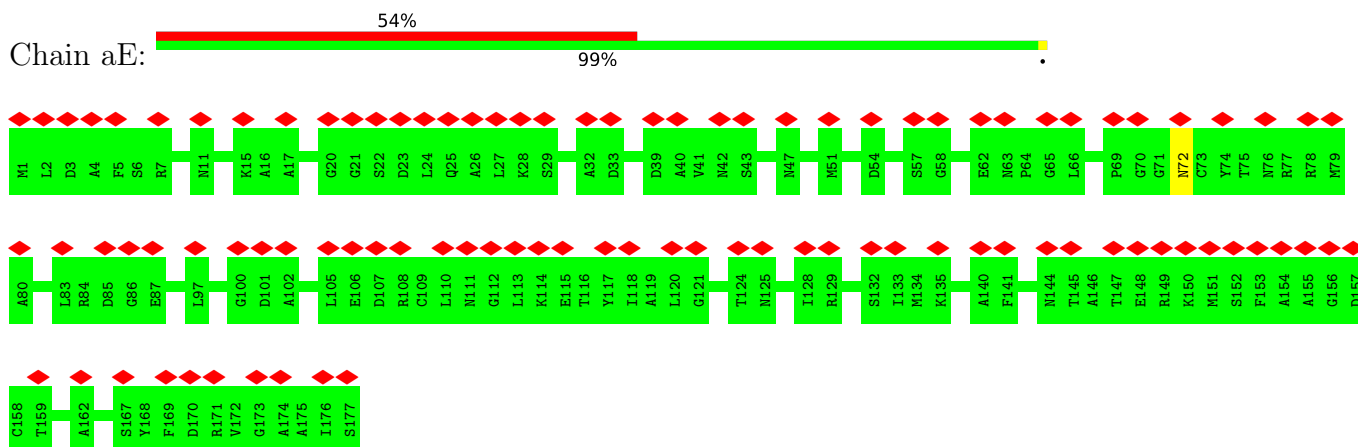 54%
Chain aE:
99%
•
M1 L2 D3 A4 F5 S6 R7 N11 K15 A16 A17 G20 G21 S22 D23 L24 Q25 A26 L27 K28 S29 A32 D33 D39 A40 V41 N42 S43 N47 M51 D54 S57 G58 E62 N63 P64 G65 L66 P69 G70 G71 N72 C73 Y74 T75 N76 R77 R78 M79
A80 L83 R84 D85 G86 E87 L97 G100 D101 A102 L105 E106 D107 R108 C109 L110 N111 G112 L113 K114 E115 T116 Y117 I118 A119 L120 G121 T124 N125 I128 R129 S132 I133 M134 K135 A140 F141 N144 T145 A146 T147 E148 R149 K150 M151 S152 F153 A154 A155 G156 D157
C158 T159 A162 S167 Y168 F169 D170 R171 V172 G173 A174 A175 I176 S177